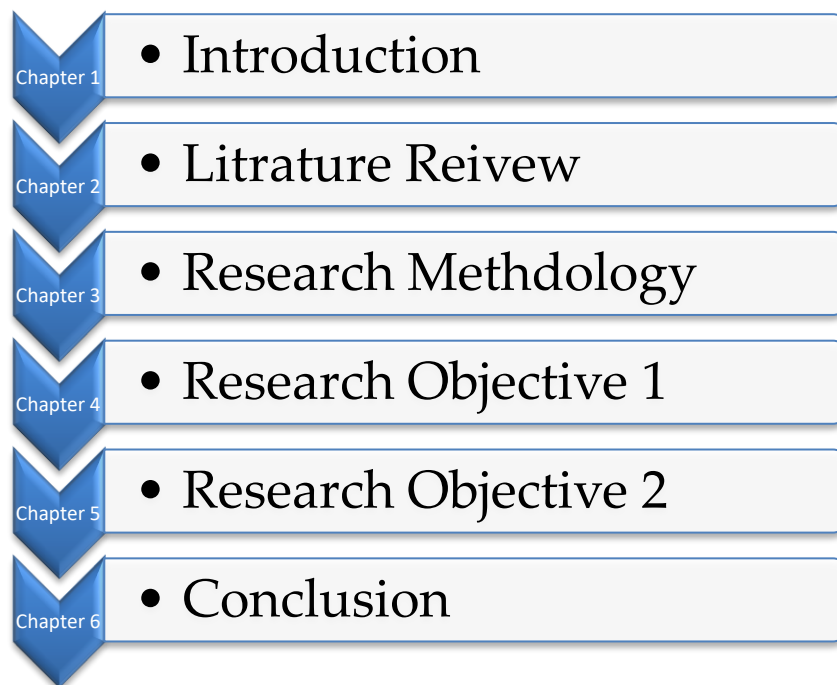 Chapter 1
• Introduction
Chapter 2
• Litrature Reivew
Chapter 3
• Research Methdology
Chapter 4
• Research Objective 1
Chapter 5
• Research Objective 2
Chapter 6
• Conclusion